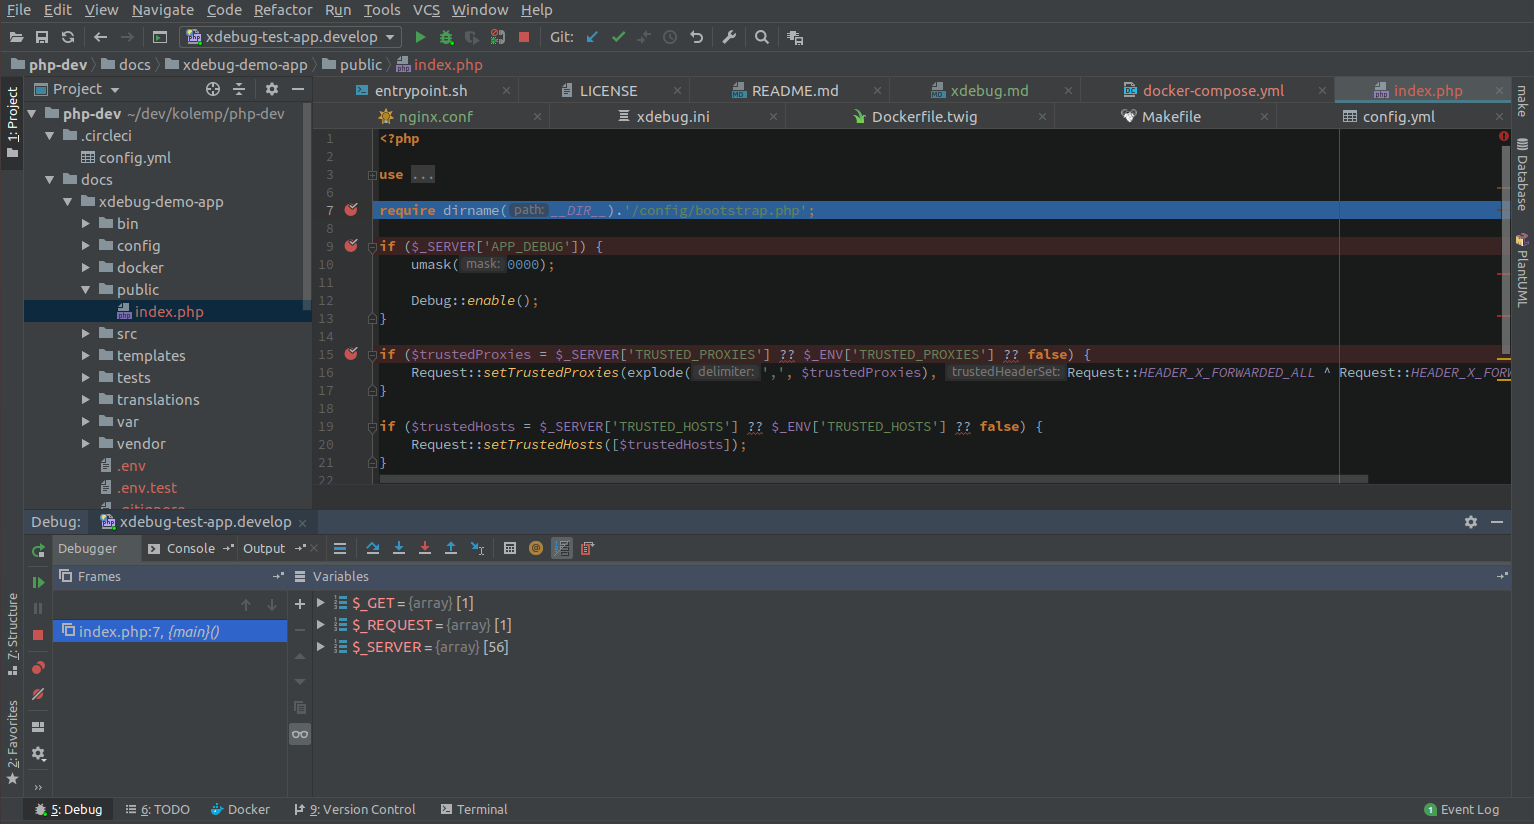 File Edit View Navigate Code Refactor Run Tools VCS Window Help
xdebug-test-app.develop Git:
php-dev docs xdebug-demo-app public index.php
Project
entrypoint.sh LICENSE README.md xdebug.md docker-compose.yml index.php
nginx.conf xdebug.ini Dockerfile.twig Makefile config.yml
1: Project
php-dev ~/dev/kolemp/php-dev
.circleci
config.yml
docs
xdebug-demo-app
bin
config
docker
public
index.php
src
templates
tests
translations
var
vendor
.env
.env.test
.gitignore
1 <?php
2
3 use ...
6
7 require dirname( path: __DIR__).'/config/bootstrap.php';
8
9 if ($_SERVER['APP_DEBUG']) {
10 umask( mask: 0000);
11
12 Debug::enable();
13 }
14
15 if ($trustedProxies = $_SERVER['TRUSTED_PROXIES'] ?? $_ENV['TRUSTED_PROXIES'] ?? false) {
16 Request::setTrustedProxies(explode( delimiter: ',', $trustedProxies), trustedHeaderSet: Request::HEADER_X_FORWARDED_ALL ^ Request::HEADER_X_FORW
17 }
18
19 if ($trustedHosts = $_SERVER['TRUSTED_HOSTS'] ?? $_ENV['TRUSTED_HOSTS'] ?? false) {
20 Request::setTrustedHosts([$trustedHosts]);
21 }
22
make
Database
PlantUML
Debug: xdebug-test-app.develop
Debugger Console Output
Frames Variables
index.php:7, {main}()
$_GET = {array} [1]
$_REQUEST = {array} [1]
$_SERVER = {array} [56]
7: Structure
2: Favorites
5: Debug 6: TODO Docker 9: Version Control Terminal 1 Event Log